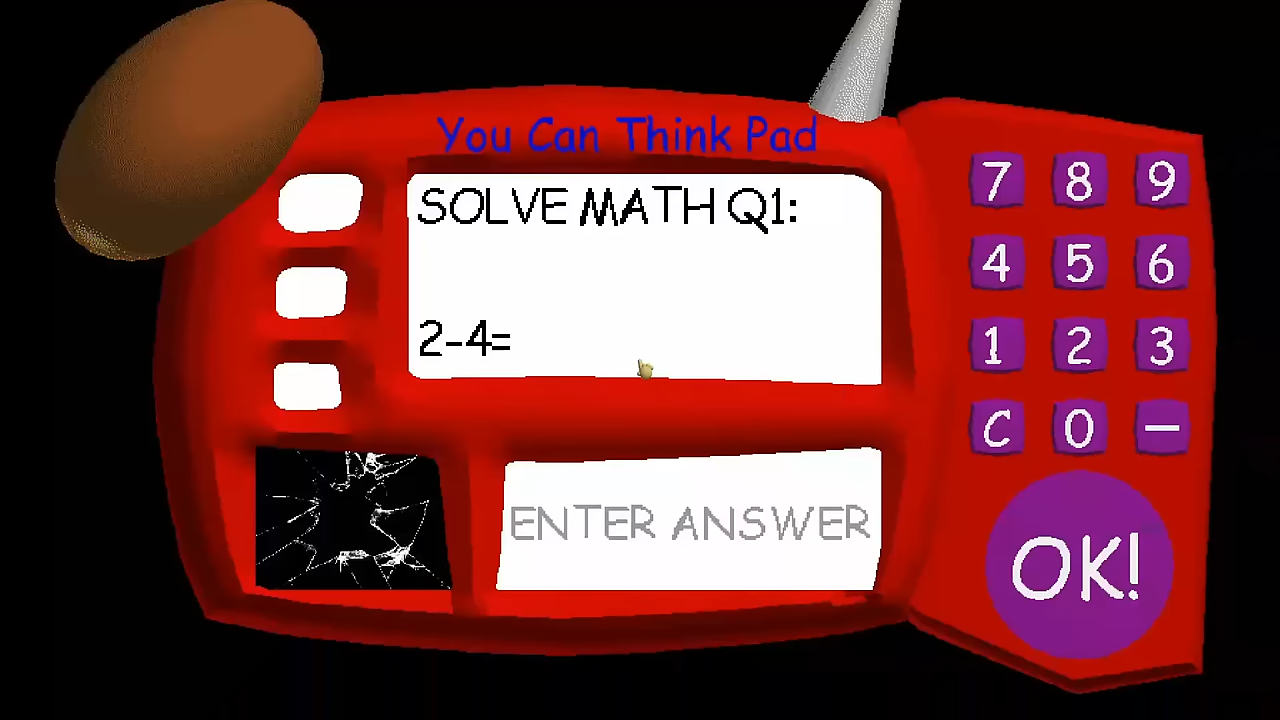 You Can Think Pad
SOLVE MATH Q1:
2-4=
ENTER ANSWER
7 8 9
4 5 6
1 2 3
C 0 —
OK!